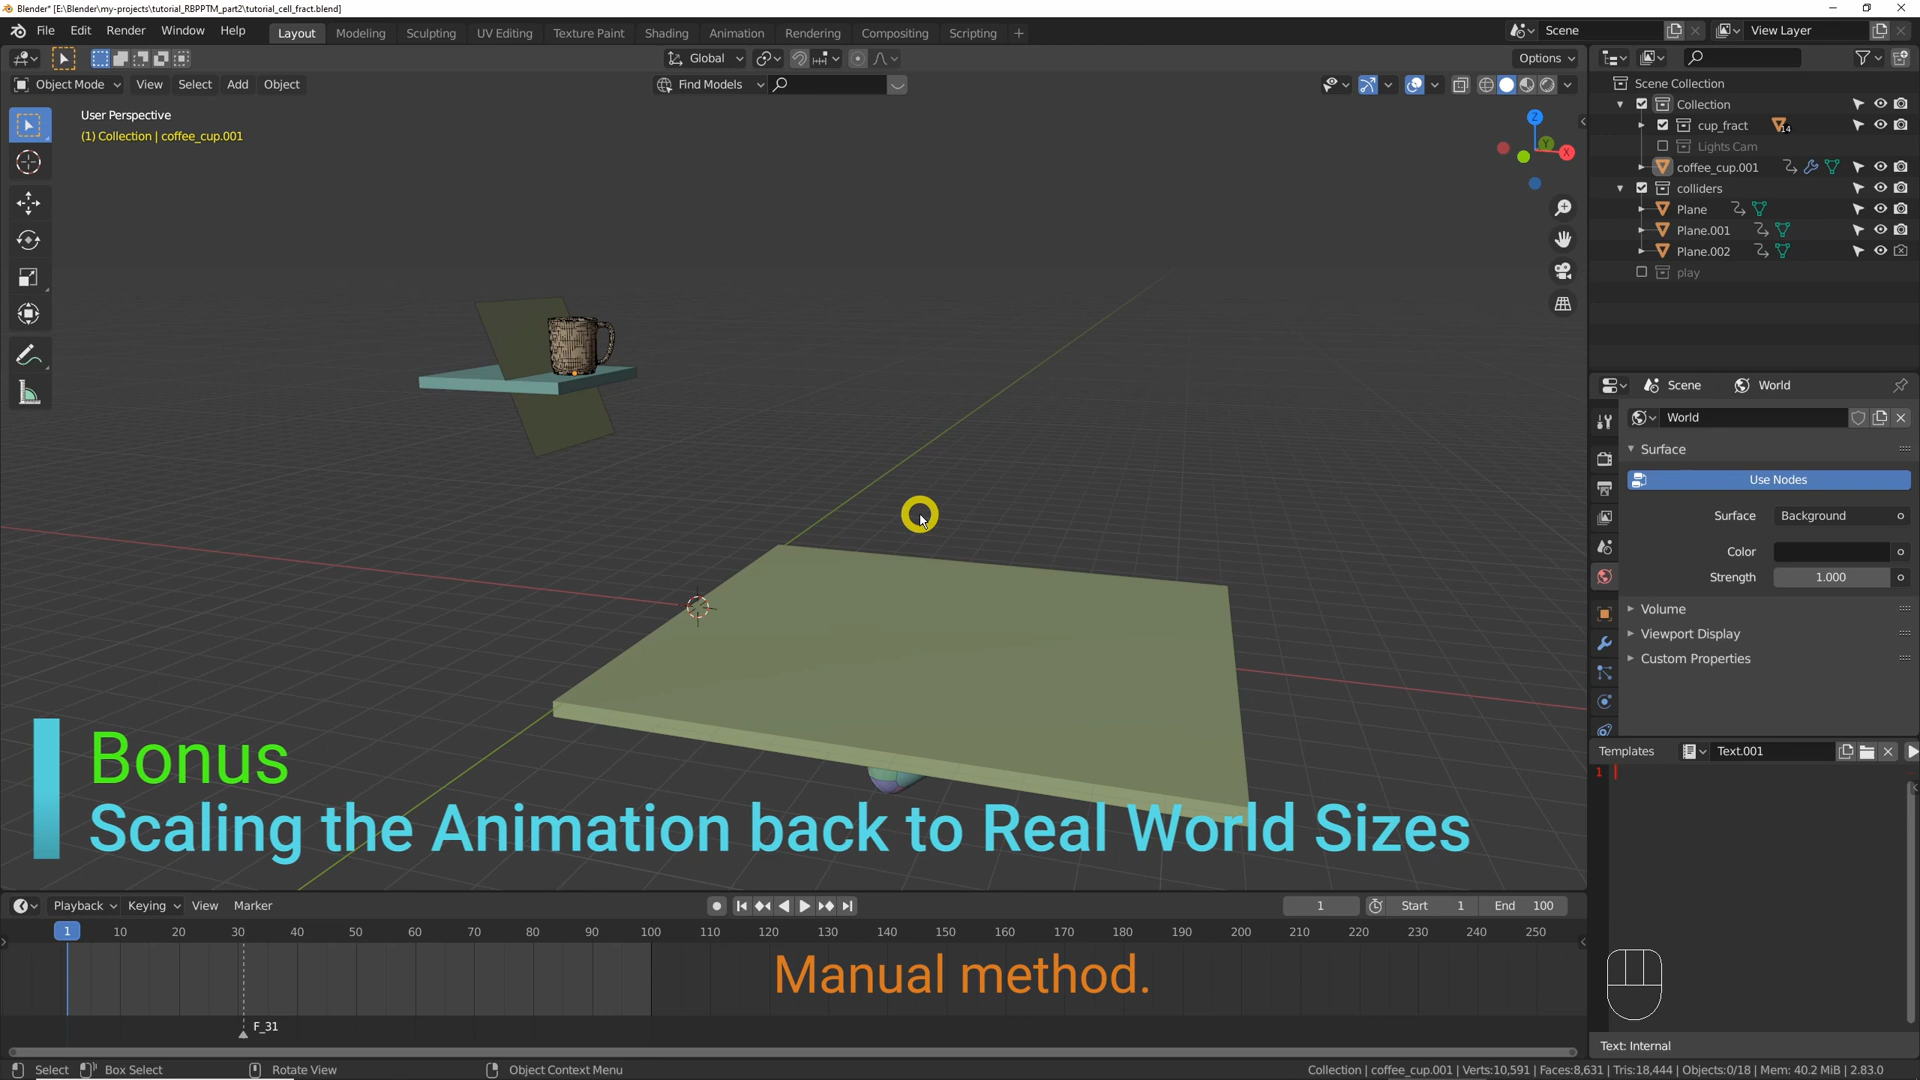 Blender* [E:\Blender\my-projects\tutorial_RBPPTM_part2\tutorial_cell_fract.blend]
File Edit Render Window Help Layout Modeling Sculpting UV Editing Texture Paint Shading Animation Rendering Compositing Scripting + Scene View Layer
Global Options
Object Mode View Select Add Object Find Models
User Perspective
(1) Collection | coffee_cup.001
Z
Y
X
Scene Collection
Collection
cup_fract 14
Lights Cam
coffee_cup.001
colliders
Plane
Plane.001
Plane.002
play
Scene World
World
Surface
Use Nodes
Surface Background
Color
Strength 1.000
Volume
Viewport Display
Custom Properties
Templates Text.001
1
Text: Internal
Bonus
Scaling the Animation back to Real World Sizes
Playback Keying View Marker 1 Start 1 End 100
1 10 20 30 40 50 60 70 80 90 100 110 120 130 140 150 160 170 180 190 200 210 220 230 240 250
Manual method.
F_31
Select Box Select Rotate View Object Context Menu Collection | coffee_cup.001 | Verts:10,591 | Faces:8,631 | Tris:18,444 | Objects:0/18 | Mem: 40.2 MiB | 2.83.0